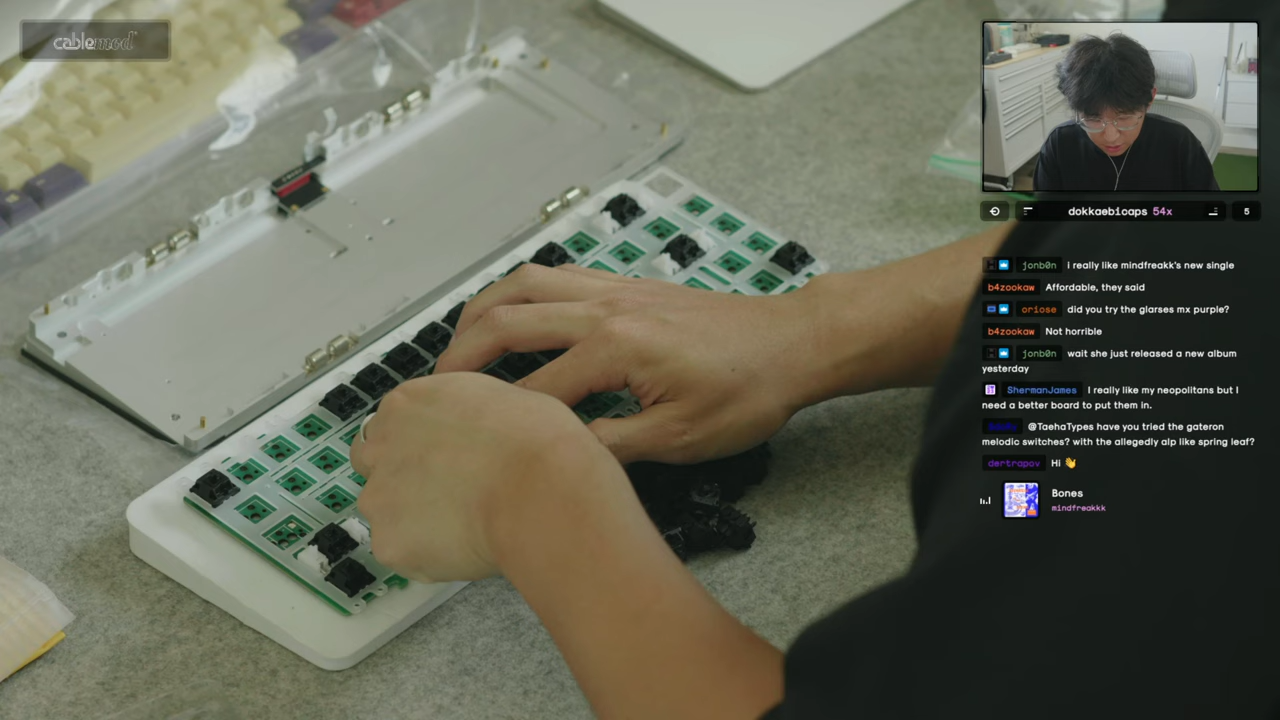 cablemod
dokkaebicaps 54x
5
jonb0n i really like mindfreakk's new single
b4zookaw Affordable, they said
oriose did you try the glarses mx purple?
b4zookaw Not horrible
jonb0n wait she just released a new album
yesterday
ShermanJames I really like my neopolitans but I
need a better board to put them in.
@TaehaTypes have you tried the gateron
melodic switches? with the allegedly alp like spring leaf?
dertrapov Hi 👋
Bones
mindfreakkk